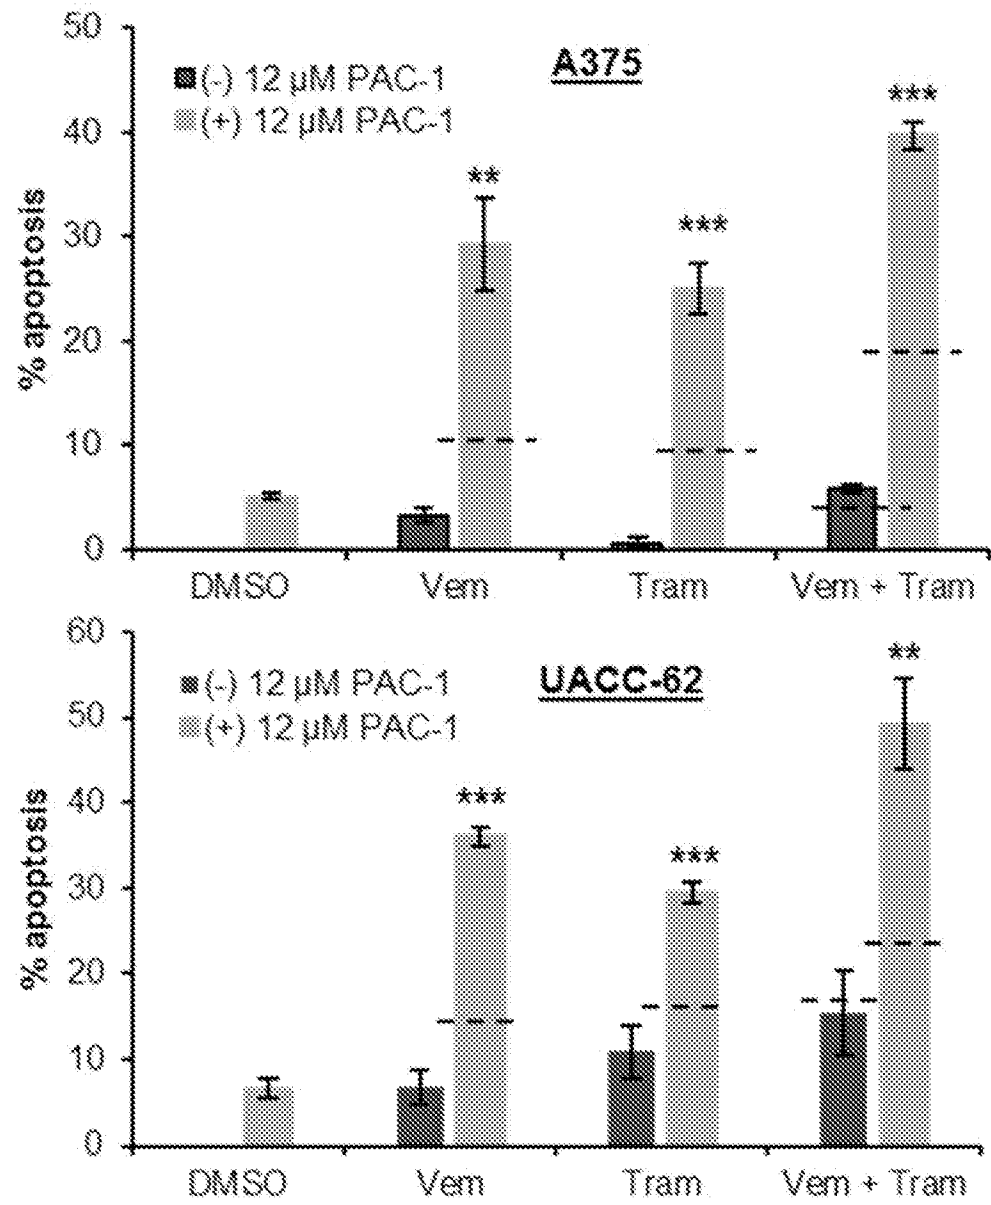 50
A375
(-) 12 µM PAC-1
(+) 12 µM PAC-1
***
40
**
***
30
% apoptosis
20
10
0
DMSO Vem Tram Vem + Tram
60
UACC-62
(-) 12 µM PAC-1
(+) 12 µM PAC-1
**
50
***
40
***
30
% apoptosis
20
10
0
DMSO Vem Tram Vem + Tram